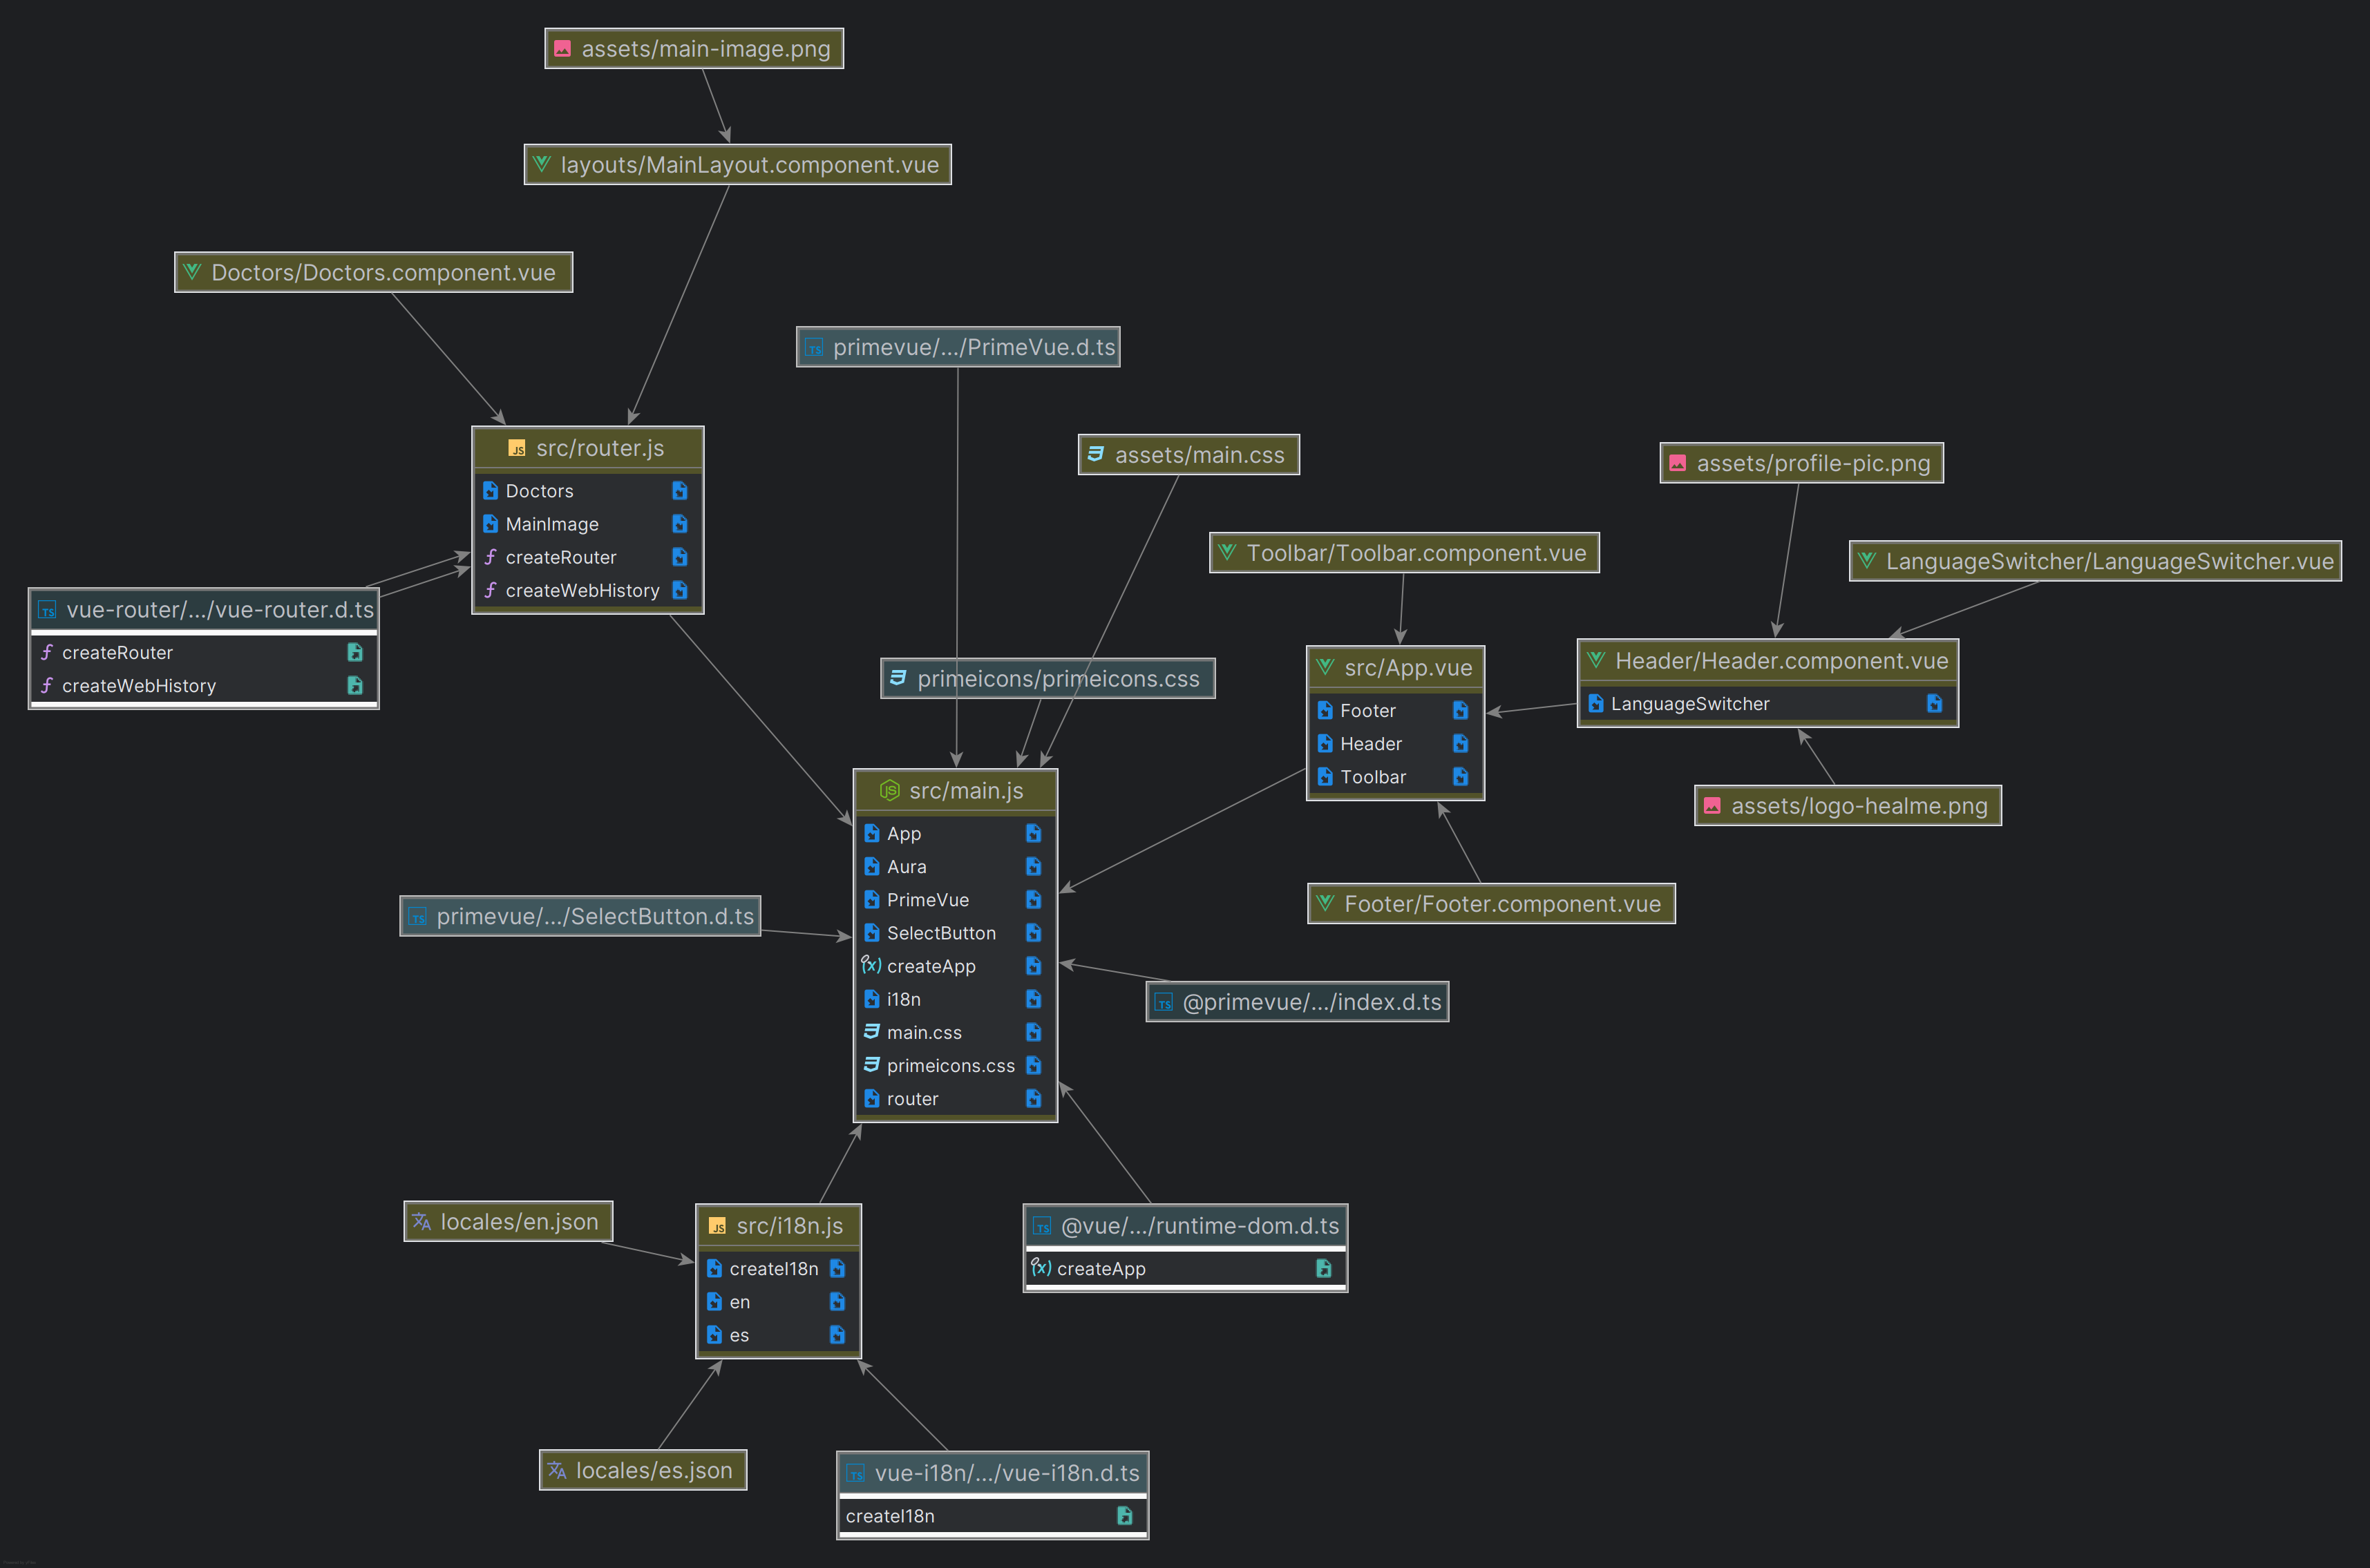 assets/main-image.png
layouts/MainLayout.component.vue
Doctors/Doctors.component.vue
primevue/.../PrimeVue.d.ts
src/router.js
Doctors
MainImage
createRouter
createWebHistory
assets/main.css
assets/profile-pic.png
Toolbar/Toolbar.component.vue
LanguageSwitcher/LanguageSwitcher.vue
vue-router/.../vue-router.d.ts
createRouter
createWebHistory
primeicons/primeicons.css
src/App.vue
Footer
Header
Toolbar
Header/Header.component.vue
LanguageSwitcher
src/main.js
App
Aura
PrimeVue
SelectButton
createApp
i18n
main.css
primeicons.css
router
assets/logo-healme.png
primevue/.../SelectButton.d.ts
Footer/Footer.component.vue
@primevue/.../index.d.ts
locales/en.json
src/i18n.js
createI18n
en
es
@vue/.../runtime-dom.d.ts
createApp
locales/es.json
vue-i18n/.../vue-i18n.d.ts
createI18n